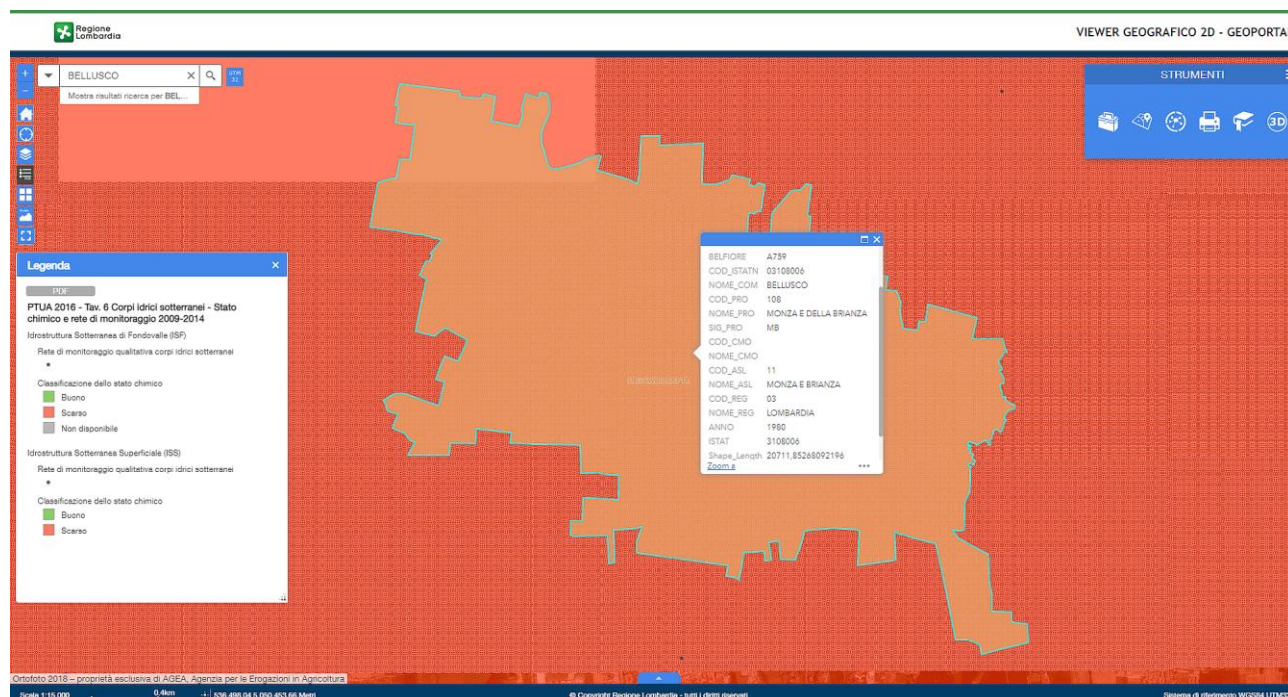 Regione
Lombardia
VIEWER GEOGRAFICO 2D - GEOPORTA
BELLUSCO
UTM
32
Mostra risultati ricerca per BEL...
STRUMENTI
3D
Legenda
PDF
PTUA 2016 - Tav. 6 Corpi idrici sotterranei - Stato
chimico e rete di monitoraggio 2009-2014
Idrostruttura Sotterranea di Fondovalle (ISF)
Rete di monitoraggio qualitativa corpi idrici sotterranei
Classificazione dello stato chimico
Buono
Scarso
Non disponibile
Idrostruttura Sotterranea Superficiale (ISS)
Rete di monitoraggio qualitativa corpi idrici sotterranei
Classificazione dello stato chimico
Buono
Scarso
BELFIORE A759
COD_ISTATN 03108006
NOME_COM BELLUSCO
COD_PRO 108
NOME_PRO MONZA E DELLA BRIANZA
SIG_PRO MB
COD_CMO
NOME_CMO
COD_ASL 11
NOME_ASL MONZA E BRIANZA
COD_REG 03
NOME_REG LOMBARDIA
ANNO 1980
ISTAT 3108006
Shape_Length 20711,85268092196
Zoom a
Ortofoto 2018 – proprietà esclusiva di AGEA, Agenzia per le Erogazioni in Agricoltura
Scala 1:15.000
0,4km
536.498,04 5.050.453,66 Metri
© Copyright Regione Lombardia - tutti i diritti riservati
Sistema di riferimento WGS84 UTM3